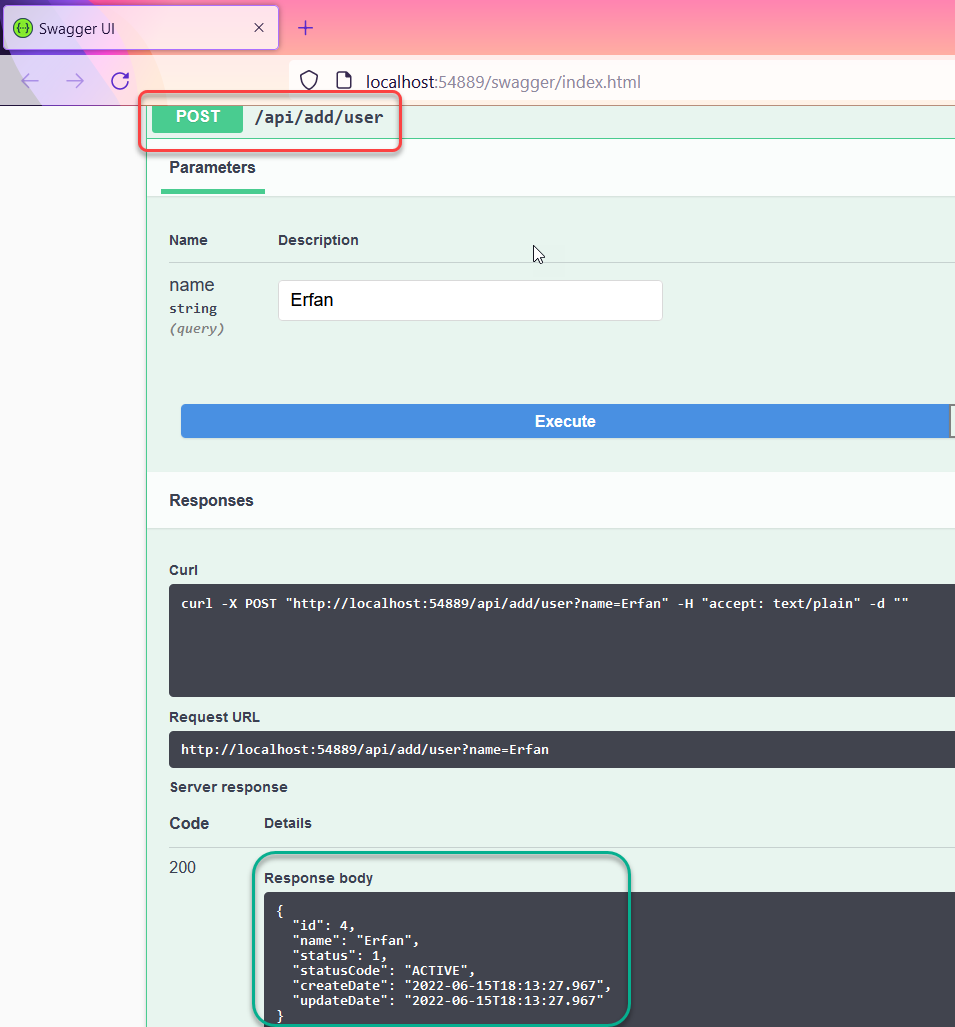 Swagger UI
localhost:54889/swagger/index.html
POST /api/add/user
Parameters
Name Description
name
string
(query)
Erfan
Execute
Responses
Curl
curl -X POST "http://localhost:54889/api/add/user?name=Erfan" -H "accept: text/plain" -d ""
Request URL
http://localhost:54889/api/add/user?name=Erfan
Server response
Code Details
200
Response body
{
"id": 4,
"name": "Erfan",
"status": 1,
"statusCode": "ACTIVE",
"createDate": "2022-06-15T18:13:27.967",
"updateDate": "2022-06-15T18:13:27.967"
}